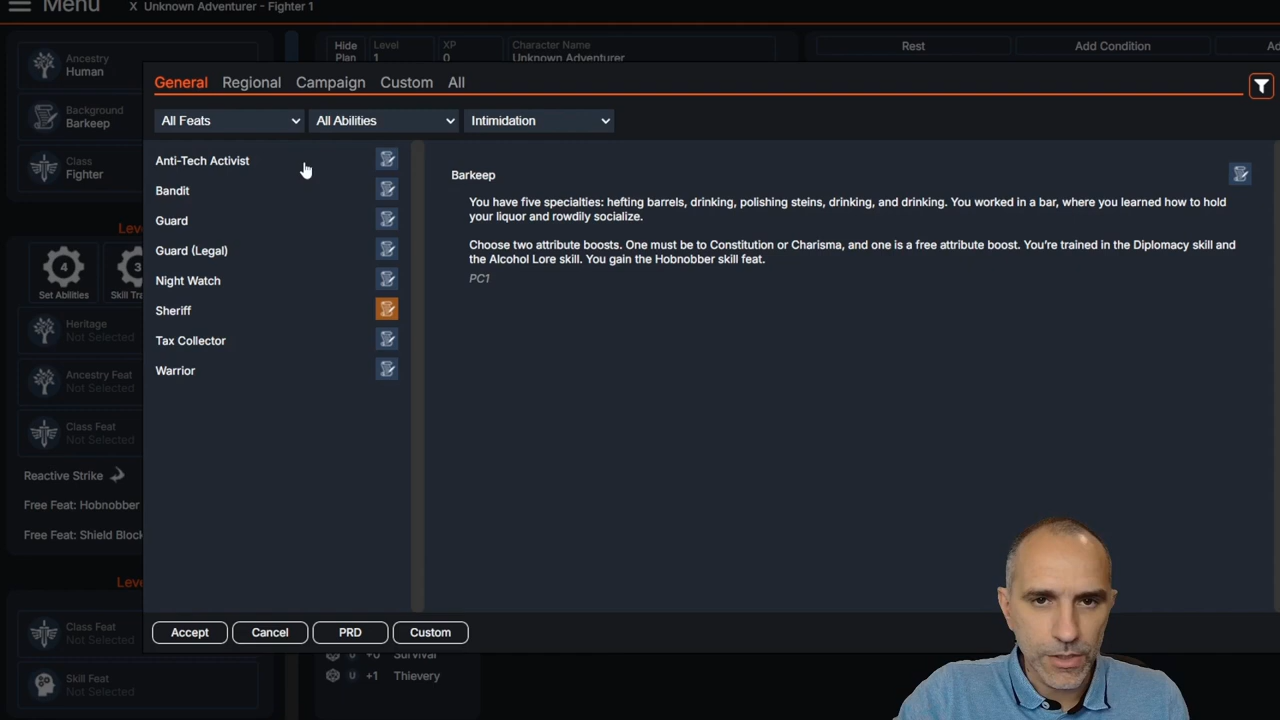 Menu
X Unknown Adventurer - Fighter 1
Ancestry
Human
Background
Barkeep
Class
Fighter
Hide
Plan
Level
1
XP
0
Character Name
Unknown Adventurer
Rest
Add Condition
General Regional Campaign Custom All
All Feats All Abilities Intimidation
Anti-Tech Activist
Bandit
Guard
Guard (Legal)
Night Watch
Sheriff
Tax Collector
Warrior
Barkeep
You have five specialties: hefting barrels, drinking, polishing steins, drinking, and drinking. You worked in a bar, where you learned how to hold
your liquor and rowdily socialize.
Choose two attribute boosts. One must be to Constitution or Charisma, and one is a free attribute boost. You're trained in the Diplomacy skill and
the Alcohol Lore skill. You gain the Hobnobber skill feat.
PC1
4
Set Abilities
3
Skill Tra
Heritage
Not Selected
Ancestry Feat
Not Selected
Class Feat
Not Selected
Reactive Strike
Free Feat: Hobnobber
Free Feat: Shield Block
Class Feat
Not Selected
Skill Feat
Not Selected
Accept Cancel PRD Custom
U +0 Survival
U +1 Thievery